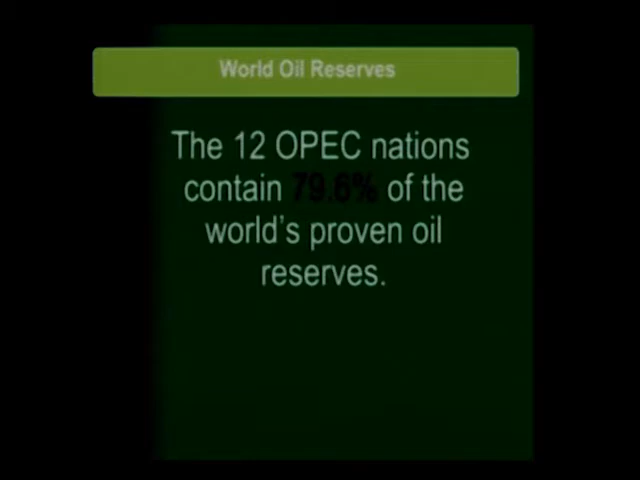 World Oil Reserves
The 12 OPEC nations
contain 79.6% of the
world's proven oil
reserves.